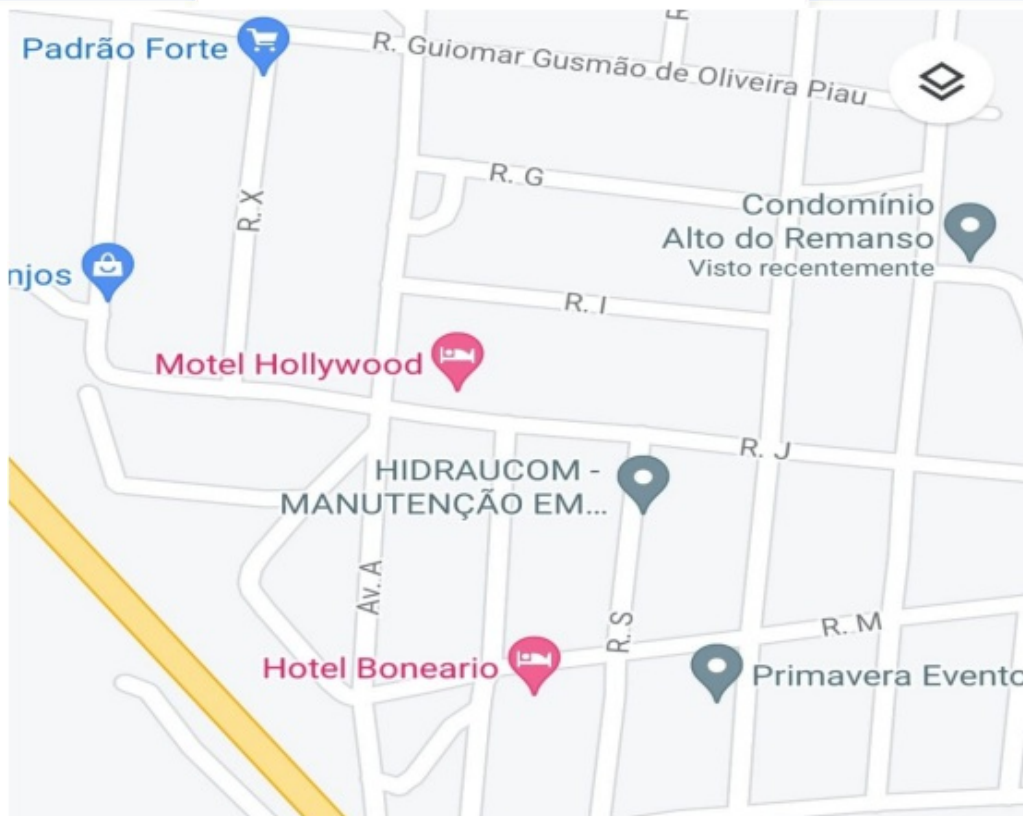 Padrão Forte
R. Guiomar Gusmão de Oliveira Piau
R. G
R. X
Condomínio
Alto do Remanso
Visto recentemente
njos
R. I
Motel Hollywood
R. J
HIDRAUCOM -
MANUTENÇÃO EM...
Av. A
R. S
R. M
Hotel Boneario
Primavera Evento